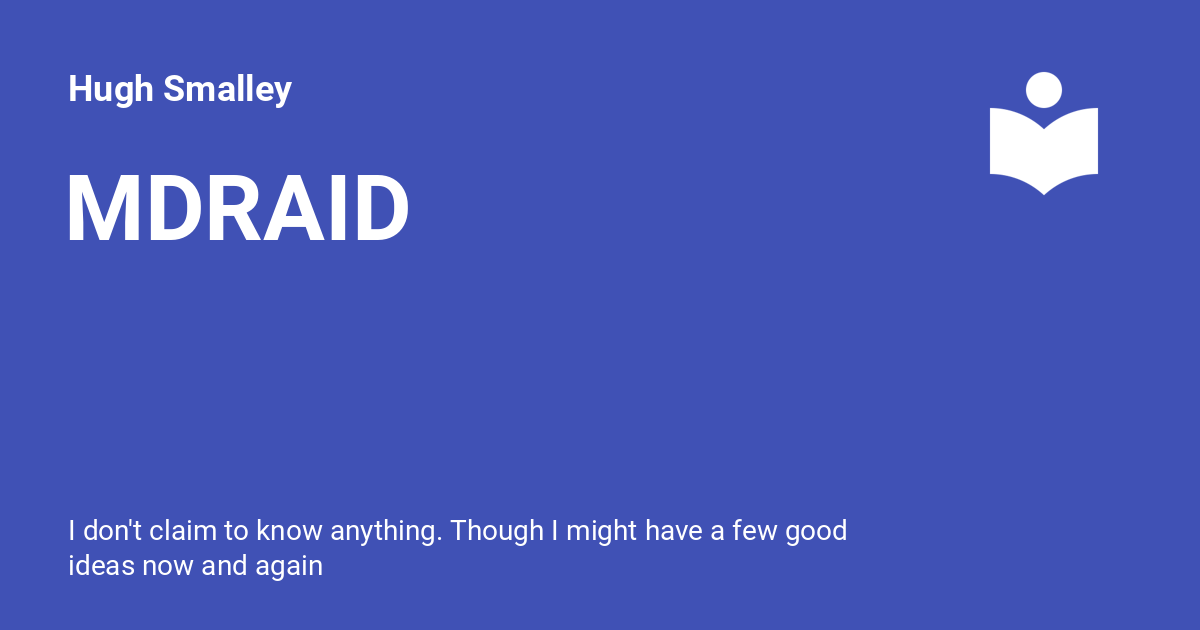 Hugh Smalley
MDRAID
I don't claim to know anything. Though I might have a few good
ideas now and again